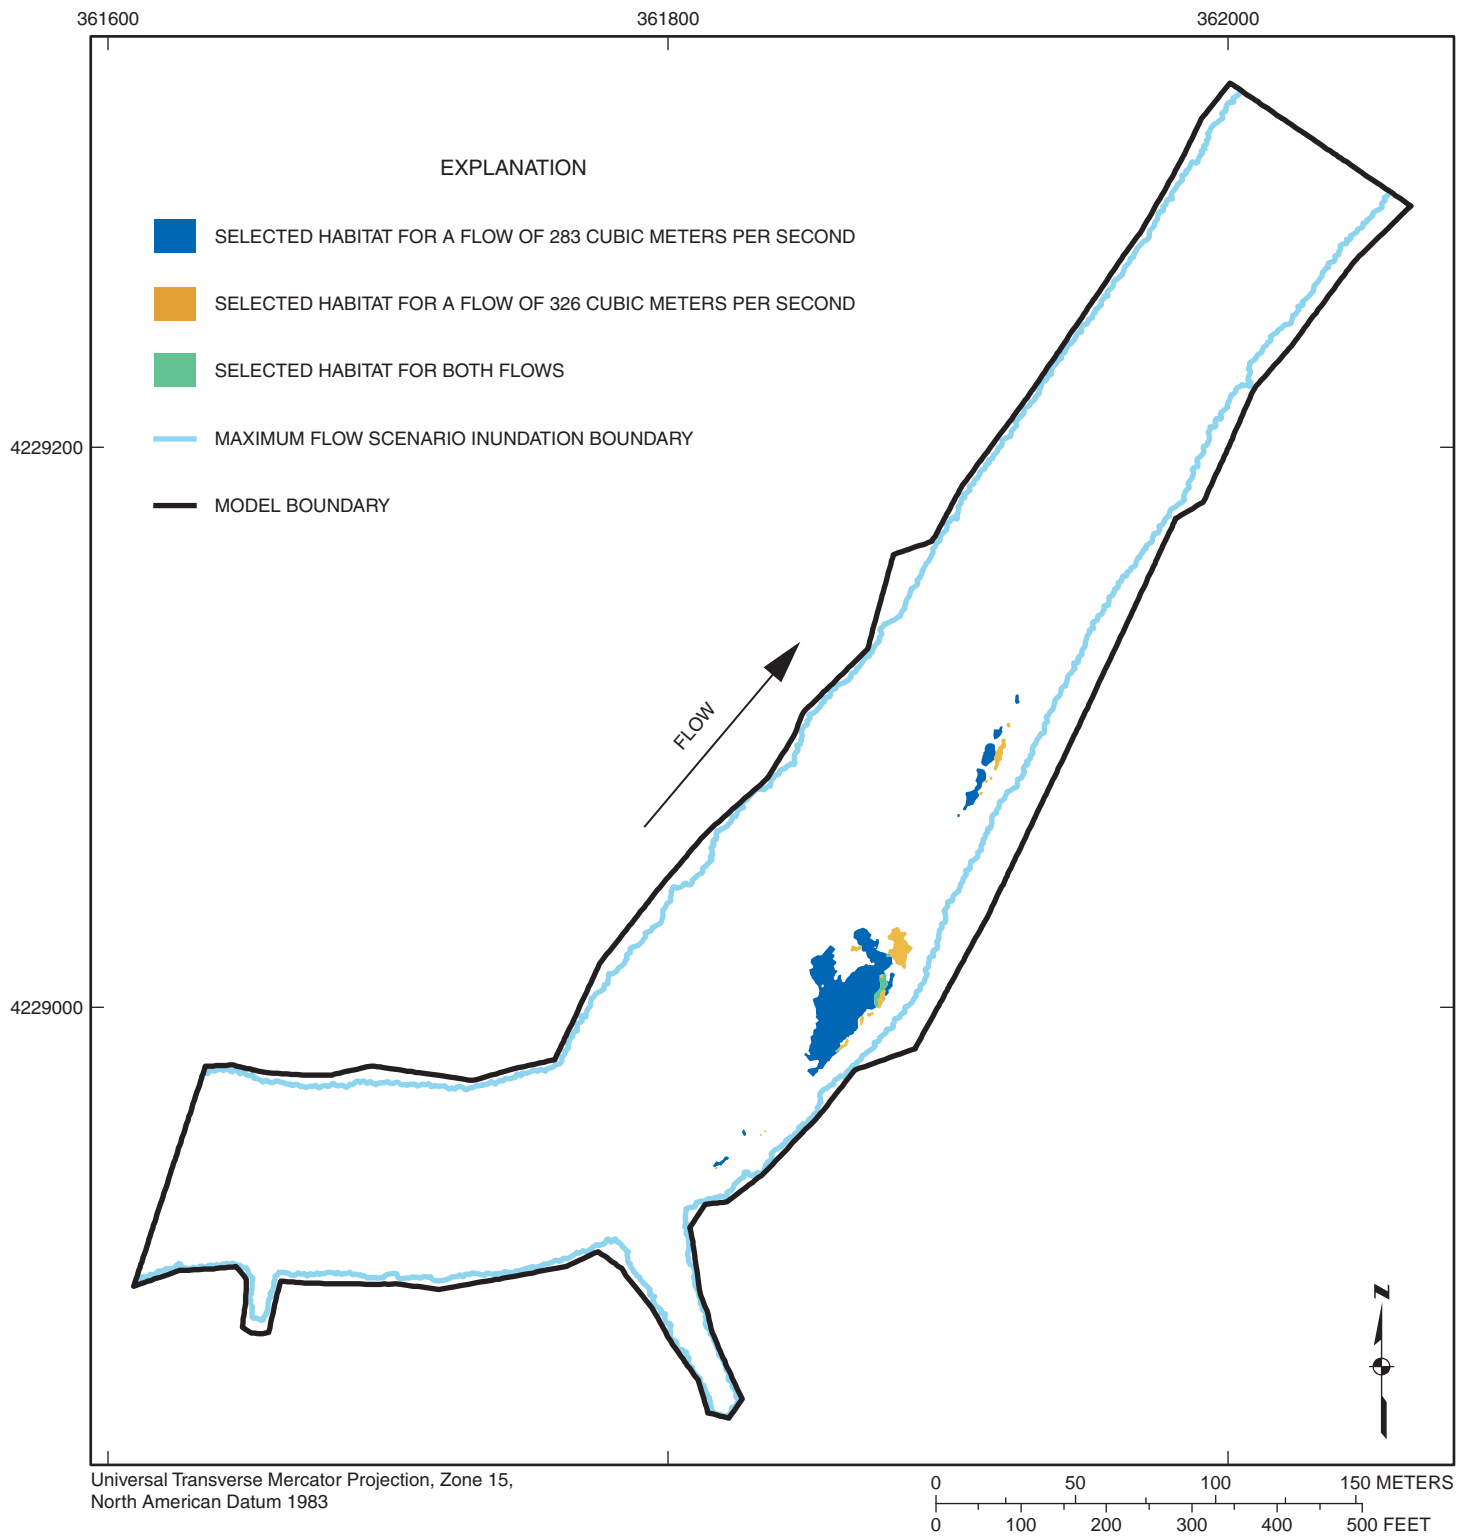 361600
361800
362000
EXPLANATION
SELECTED HABITAT FOR A FLOW OF 283 CUBIC METERS PER SECOND
SELECTED HABITAT FOR A FLOW OF 326 CUBIC METERS PER SECOND
SELECTED HABITAT FOR BOTH FLOWS
MAXIMUM FLOW SCENARIO INUNDATION BOUNDARY
MODEL BOUNDARY
4229200
FLOW
4229000
N
Universal Transverse Mercator Projection, Zone 15,
North American Datum 1983
0 50 100 150 METERS
0 100 200 300 400 500 FEET